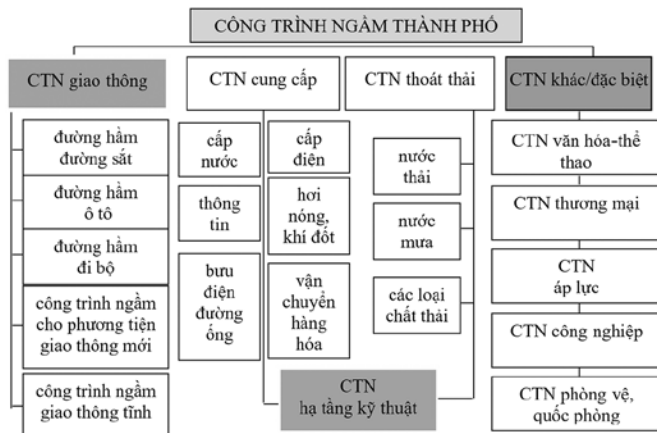 CÔNG TRÌNH NGẦM THÀNH PHỐ
CTN giao thông
CTN cung cấp
CTN thoát thải
CTN khác/đặc biệt
đường hầm
đường sắt
đường hầm
ô tô
đường hầm
đi bộ
công trình ngầm
cho phương tiện
giao thông mới
công trình ngầm
giao thông tĩnh
cấp
nước
thông
tin
bưu
điện
đường
ống
cấp
điện
hơi
nóng,
khí đốt
vận
chuyển
hàng
hóa
nước
thải
nước
mưa
các loại
chất thải
CTN
hạ tầng kỹ thuật
CTN văn hóa-thể
thao
CTN thương mại
CTN
áp lực
CTN công nghiệp
CTN phòng vệ,
quốc phòng